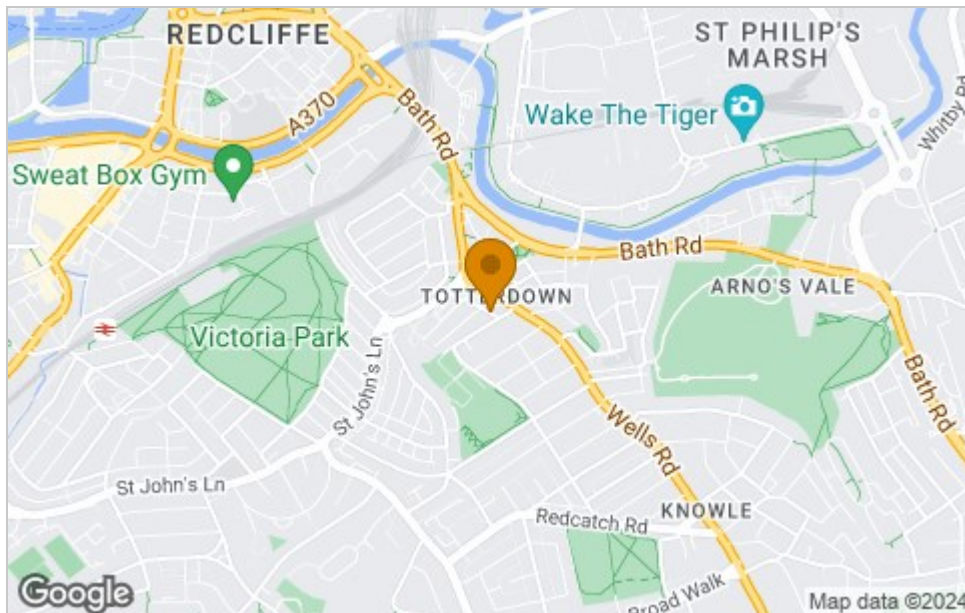 REDCLIFFE
ST PHILIP'S
MARSH
A370
Bath Rd
Wake The Tiger
Whitby Rd
Sweat Box Gym
Bath Rd
TOTTERDOWN
ARNO'S VALE
Victoria Park
St John's Ln
Bath Rd
Wells Rd
St John's Ln
KNOWLE
Redcatch Rd
Broad Walk
Google
Map data ©2024